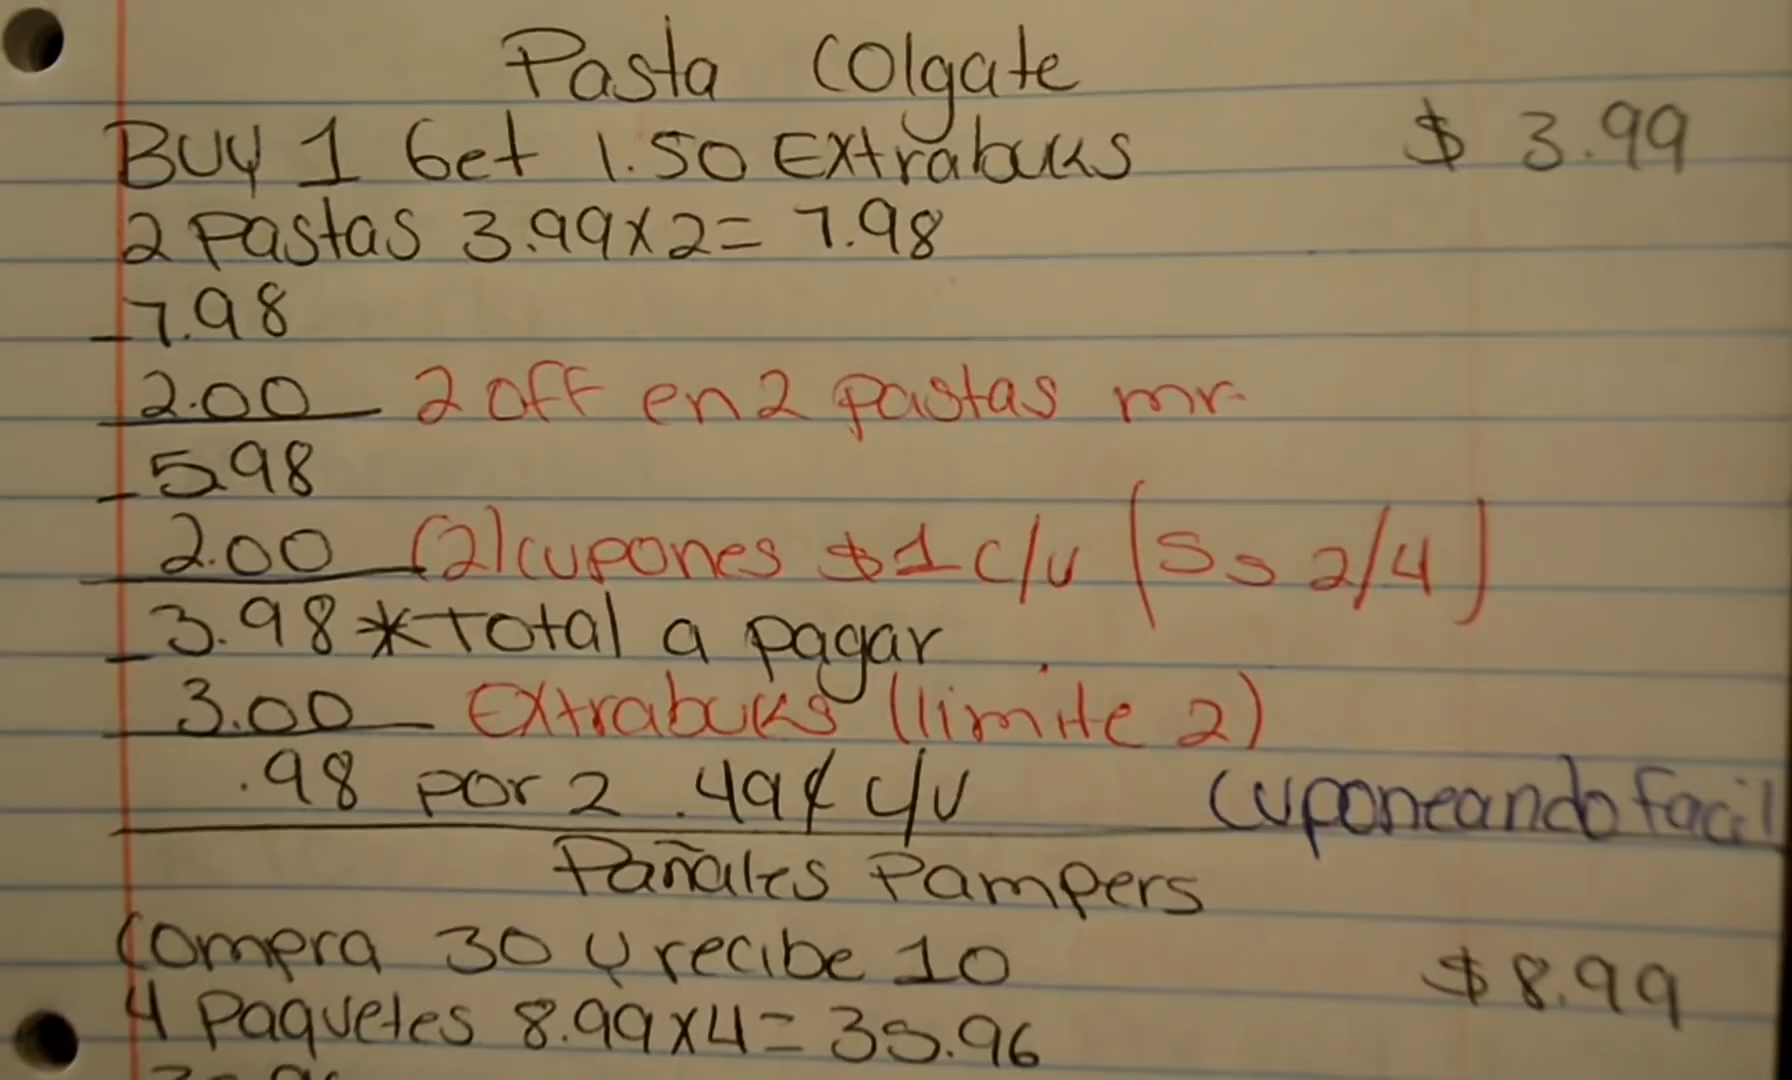 Pasta Colgate
BUY 1 Get 1.50 Extrabuks $ 3.99
2 Pastas 3.99x2= 7.98
7.98
2.00 2 off en 2 pastas mr.
5.98
2.00 (2) cupones $1 c/u (Ss 2/4)
3.98 *Total a pagar
3.00 Extrabuks (limite 2)
.98 por 2 .49¢ c/u Cuponeando facil
Pañales Pampers
Compra 30 y recibe 10 $8.99
4 Paquetes 8.99x4= 35.96